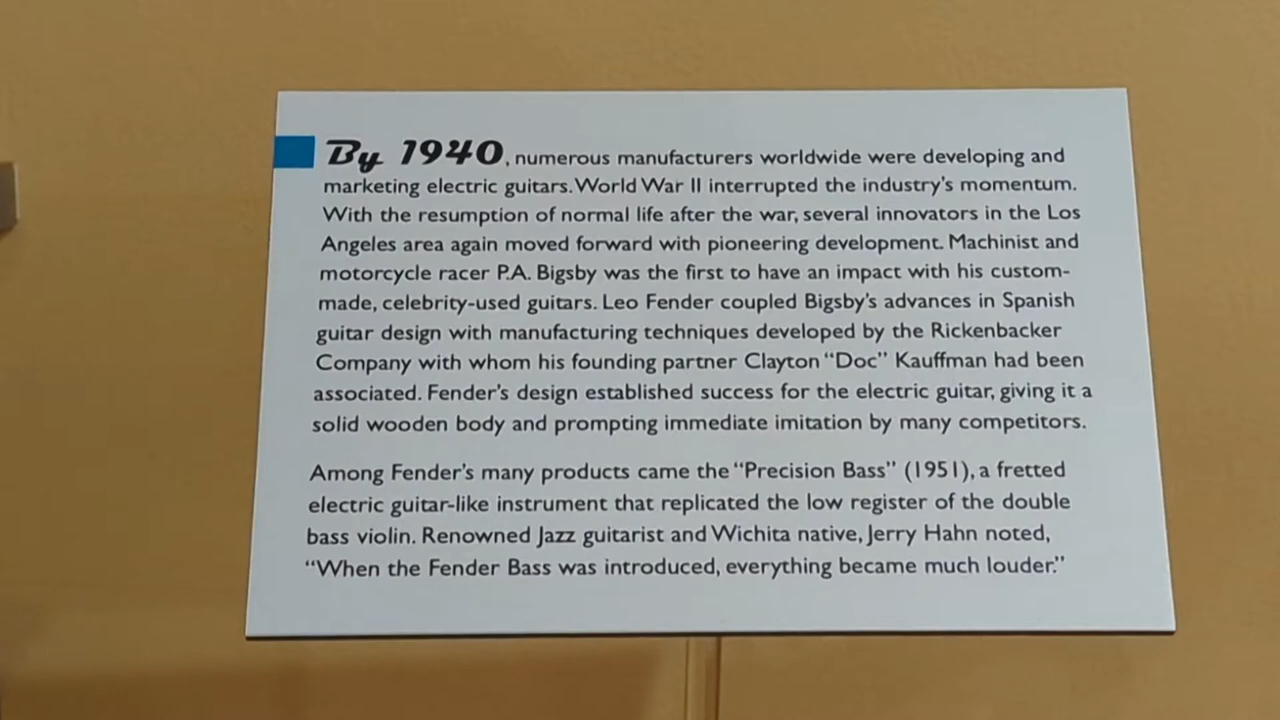 By 1940, numerous manufacturers worldwide were developing and
marketing electric guitars. World War II interrupted the industry's momentum.
With the resumption of normal life after the war, several innovators in the Los
Angeles area again moved forward with pioneering development. Machinist and
motorcycle racer P.A. Bigsby was the first to have an impact with his custom-
made, celebrity-used guitars. Leo Fender coupled Bigsby's advances in Spanish
guitar design with manufacturing techniques developed by the Rickenbacker
Company with whom his founding partner Clayton "Doc" Kauffman had been
associated. Fender's design established success for the electric guitar, giving it a
solid wooden body and prompting immediate imitation by many competitors.
Among Fender's many products came the "Precision Bass" (1951), a fretted
electric guitar-like instrument that replicated the low register of the double
bass violin. Renowned Jazz guitarist and Wichita native, Jerry Hahn noted,
"When the Fender Bass was introduced, everything became much louder."